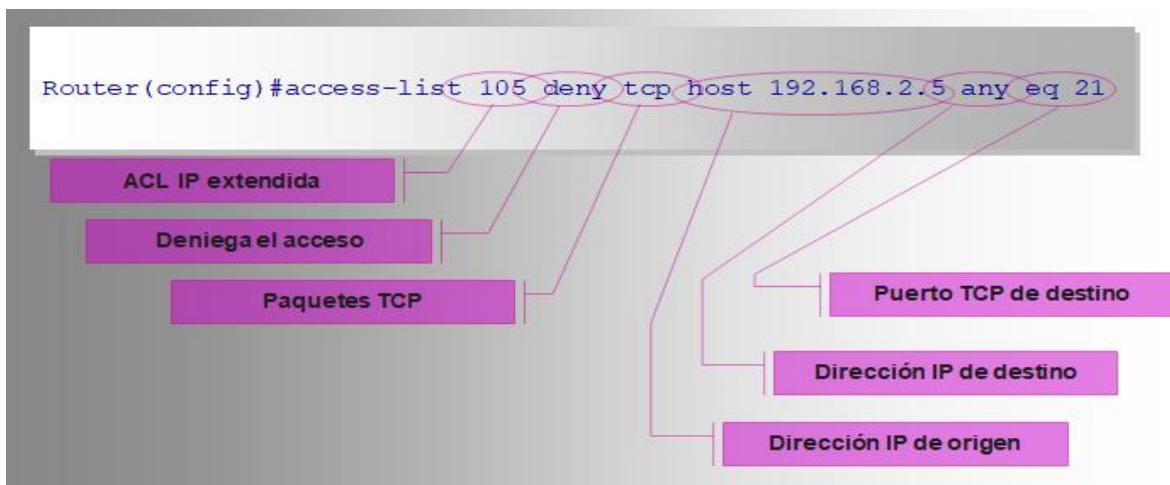 Router(config)#access-list 105 deny tcp host 192.168.2.5 any eq 21
ACL IP extendida
Deniega el acceso
Paquetes TCP
Puerto TCP de destino
Dirección IP de destino
Dirección IP de origen